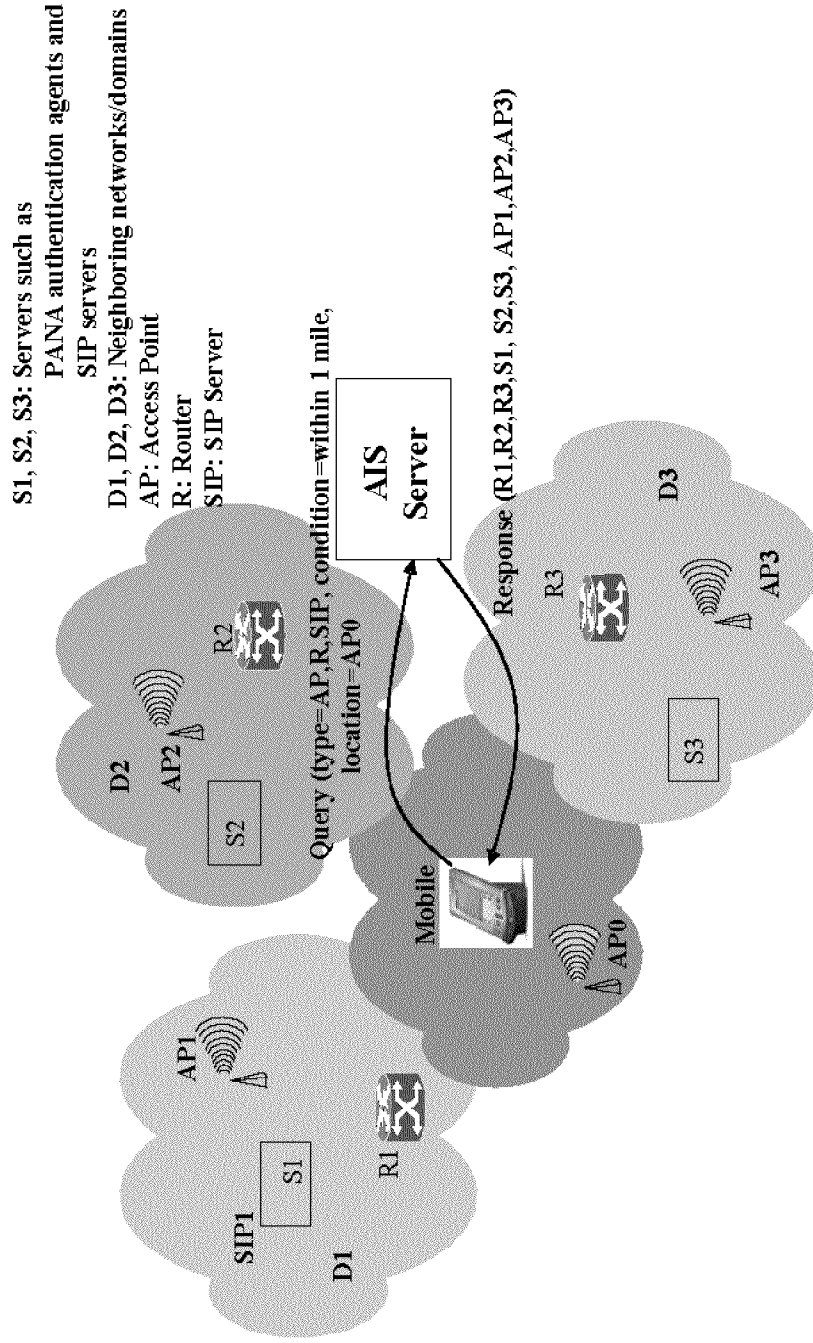 S1, S2, S3: Servers such as
PANA authentication agents and
SIP servers
D1, D2, D3: Neighboring networks/domains
AP: Access Point
R: Router
SIP: SIP Server
D2
AP2
R2
S2
Query (type=AP,R,SIP, condition=within 1 mile,
location=AP0
AIS
Server
Response (R1,R2,R3,S1, S2,S3, AP1,AP2,AP3)
AP1
SIP1
S1
D1
R1
Mobile
AP0
R3
D3
AP3
S3